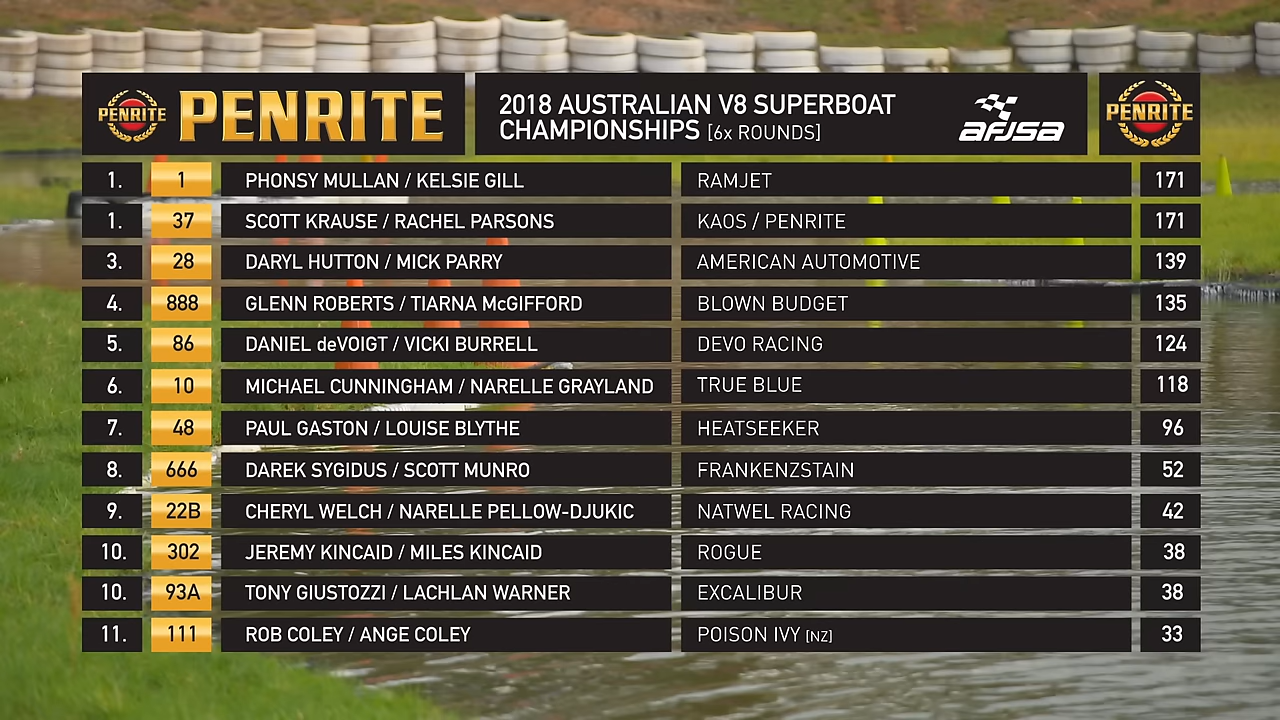 PENRITE PENRITE 2018 AUSTRALIAN V8 SUPERBOAT CHAMPIONSHIPS [6x ROUNDS] AFJSA PENRITE
1. 1 PHONSY MULLAN / KELSIE GILL RAMJET 171
1. 37 SCOTT KRAUSE / RACHEL PARSONS KAOS / PENRITE 171
3. 28 DARYL HUTTON / MICK PARRY AMERICAN AUTOMOTIVE 139
4. 888 GLENN ROBERTS / TIARNA McGIFFORD BLOWN BUDGET 135
5. 86 DANIEL deVOIGT / VICKI BURRELL DEVO RACING 124
6. 10 MICHAEL CUNNINGHAM / NARELLE GRAYLAND TRUE BLUE 118
7. 48 PAUL GASTON / LOUISE BLYTHE HEATSEEKER 96
8. 666 DAREK SYGIDUS / SCOTT MUNRO FRANKENZSTAIN 52
9. 22B CHERYL WELCH / NARELLE PELLOW-DJUKIC NATWEL RACING 42
10. 302 JEREMY KINCAID / MILES KINCAID ROGUE 38
10. 93A TONY GIUSTOZZI / LACHLAN WARNER EXCALIBUR 38
11. 111 ROB COLEY / ANGE COLEY POISON IVY [NZ] 33